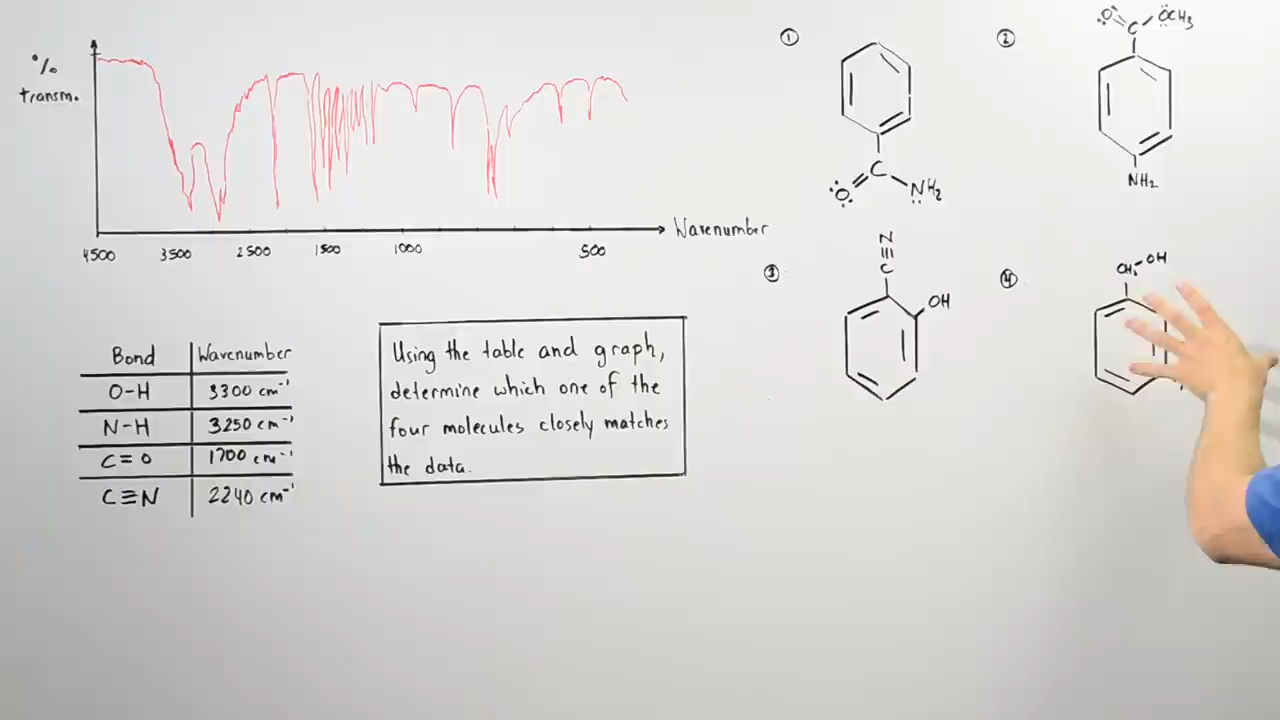 %
transm.
4500 3500 2500 1500 1000 500
Wavenumber
Bond Wavenumber
O-H 3300 cm⁻¹
N-H 3250 cm⁻¹
C=O 1700 cm⁻¹
C≡N 2240 cm⁻¹
Using the table and graph,
determine which one of the
four molecules closely matches
the data.
①
C
O NH₂
②
O OCH₃
C
NH₂
③
N
C
OH
④
OH